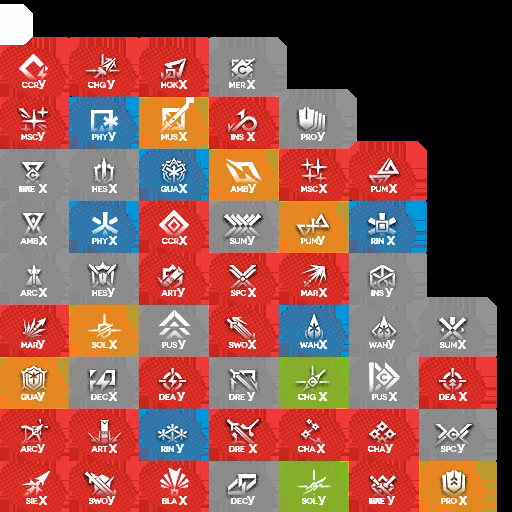 CCRy CHGy HOKx MERx
MSCy PHYy MUSx INSx PROy
BREx HESx GUAx AMBy MSCx PUMx
AMBx PHYx CCRx SUMy PUMy RINx
ARCx HESy ARTy SPCx MARx INSy
MARy SOLx PUSy SWOx WAHx WAHy SUMx
GUAy DECx DEAy DREy CHGx PUSx DEAx
ARCy ARTx RINy DREx CHAx CHAy SPCy
SIEx SWOy BLAx DECy SOLy BREy PROx